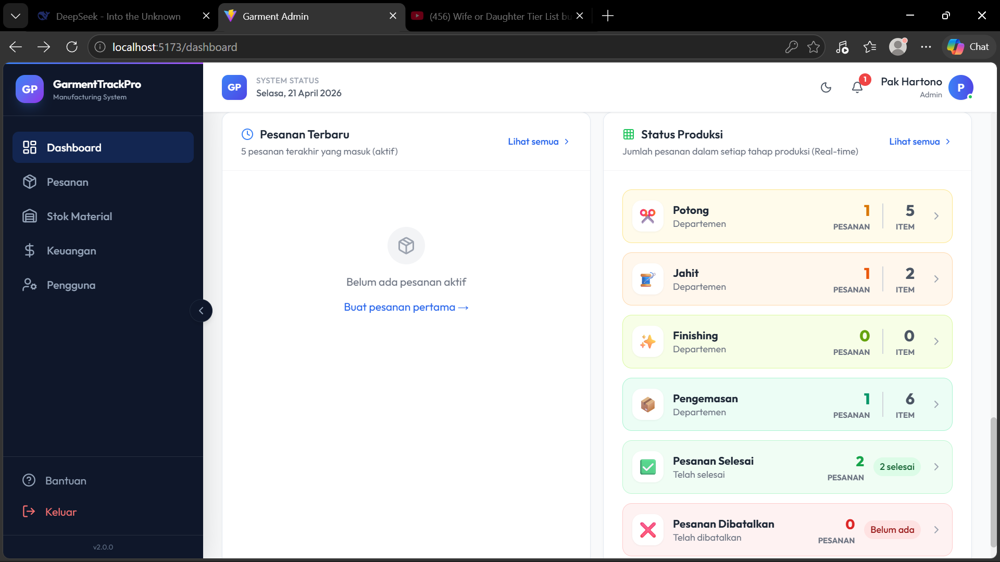 DeepSeek - Into the Unknown
Garment Admin
(456) Wife or Daughter Tier List bu
localhost:5173/dashboard
Chat
GP
GarmentTrackPro
Manufacturing System
Dashboard
Pesanan
Stok Material
Keuangan
Pengguna
Bantuan
Keluar
v2.0.0
GP
SYSTEM STATUS
Selasa, 21 April 2026
1
Pak Hartono
Admin
P
Pesanan Terbaru
5 pesanan terakhir yang masuk (aktif)
Lihat semua
Belum ada pesanan aktif
Buat pesanan pertama →
Status Produksi
Jumlah pesanan dalam setiap tahap produksi (Real-time)
Lihat semua
Potong
Departemen
1
PESANAN
5
ITEM
Jahit
Departemen
1
PESANAN
2
ITEM
Finishing
Departemen
0
PESANAN
0
ITEM
Pengemasan
Departemen
1
PESANAN
6
ITEM
Pesanan Selesai
Telah selesai
2
PESANAN
2 selesai
Pesanan Dibatalkan
Telah dibatalkan
0
PESANAN
Belum ada